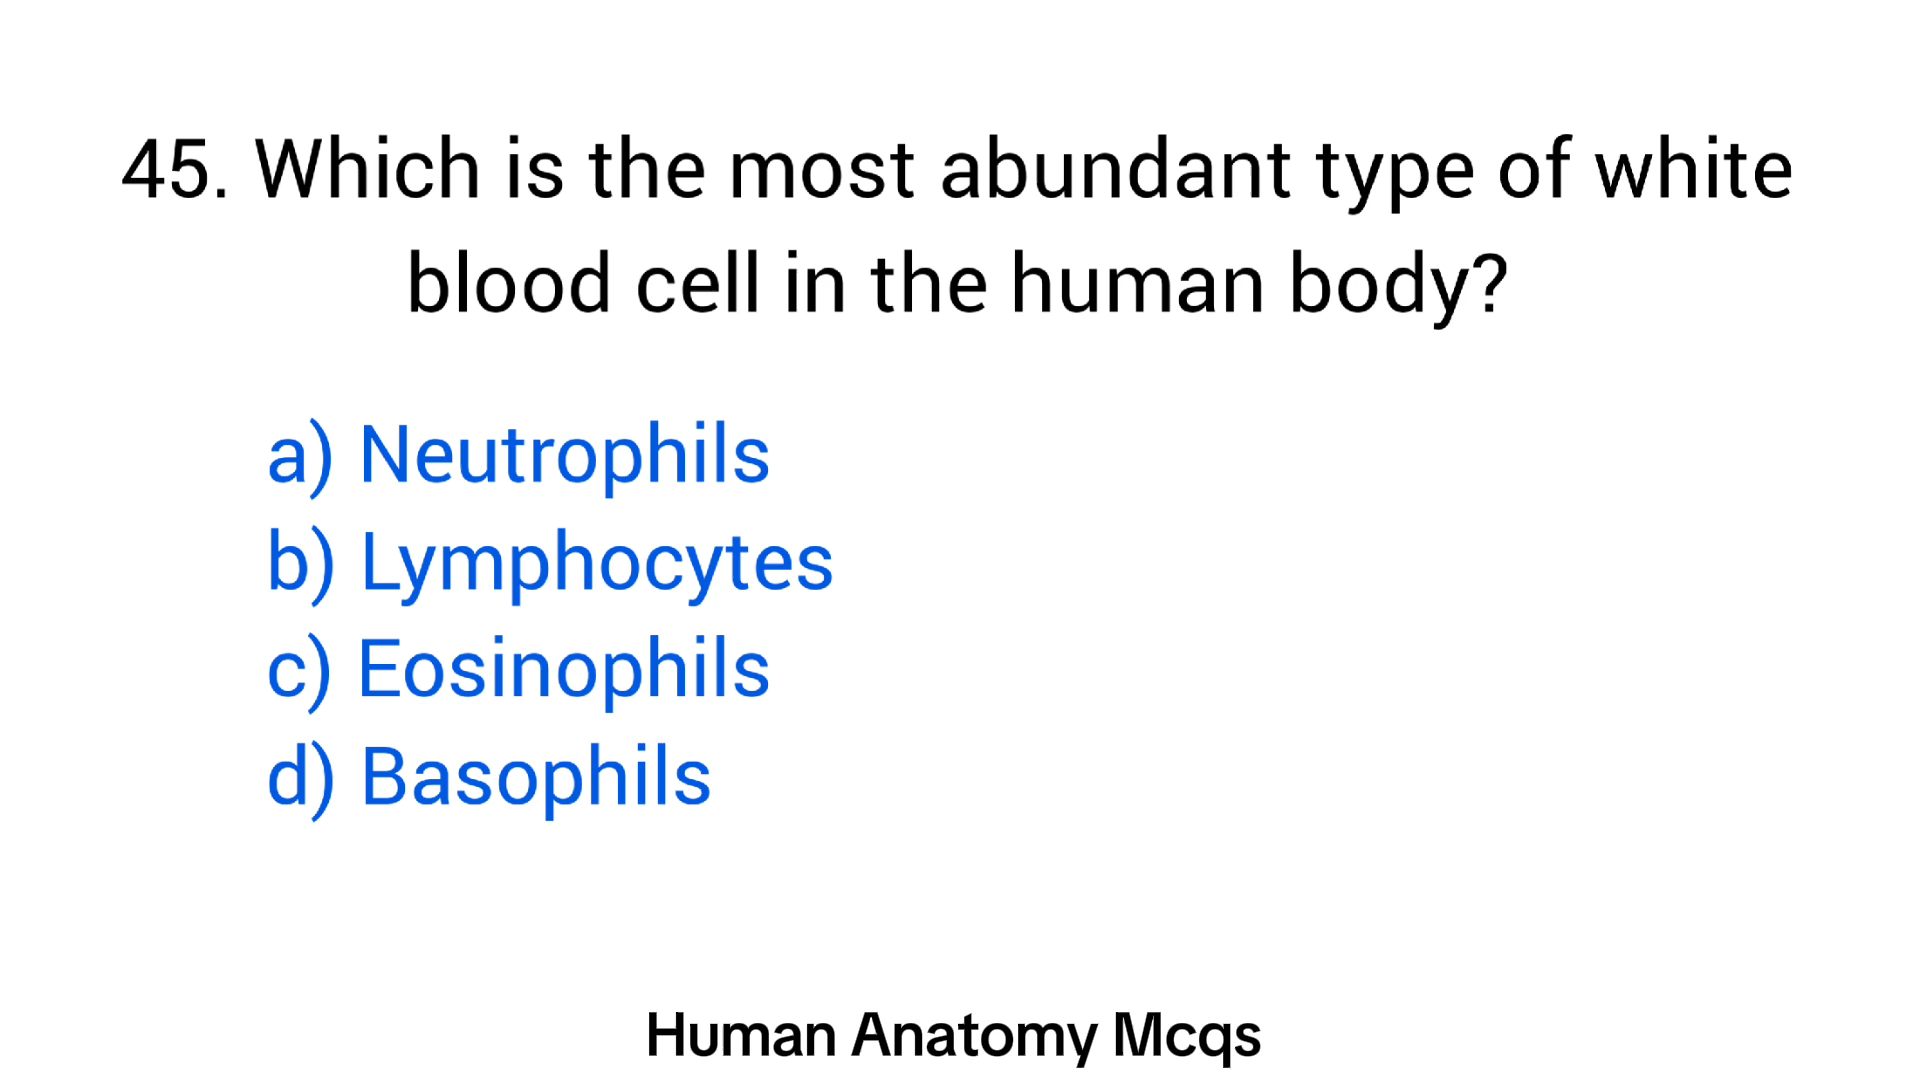 45. Which is the most abundant type of white
blood cell in the human body?
a) Neutrophils
b) Lymphocytes
c) Eosinophils
d) Basophils
Human Anatomy Mcqs